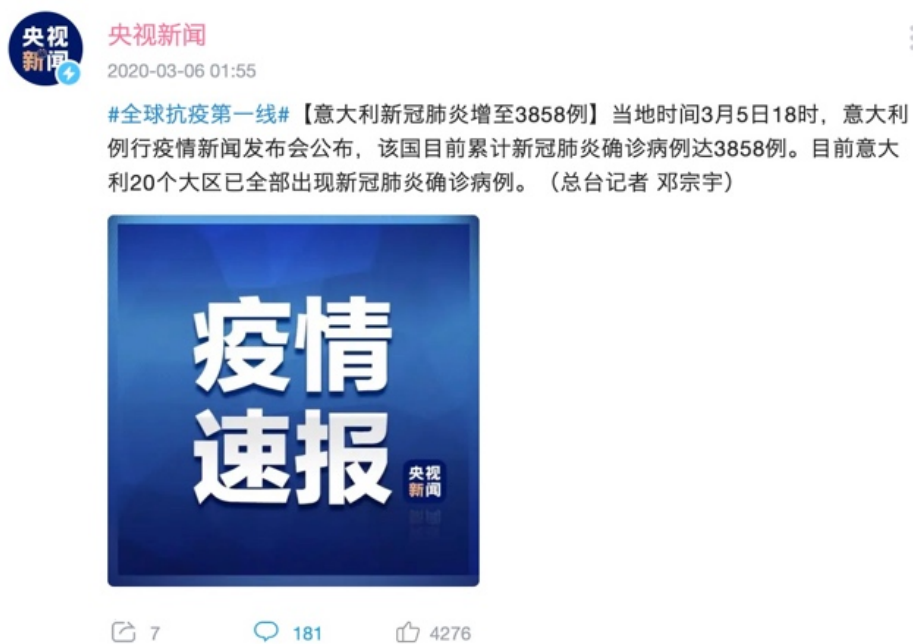 央视
新闻
央视新闻
2020-03-06 01:55
#全球抗疫第一线#【意大利新冠肺炎增至3858例】当地时间3月5日18时，意大利
例行疫情新闻发布会公布，该国目前累计新冠肺炎确诊病例达3858例。目前意大
利20个大区已全部出现新冠肺炎确诊病例。（总台记者 邓宗宇）
疫情
速报
央视
新闻
7 181 4276